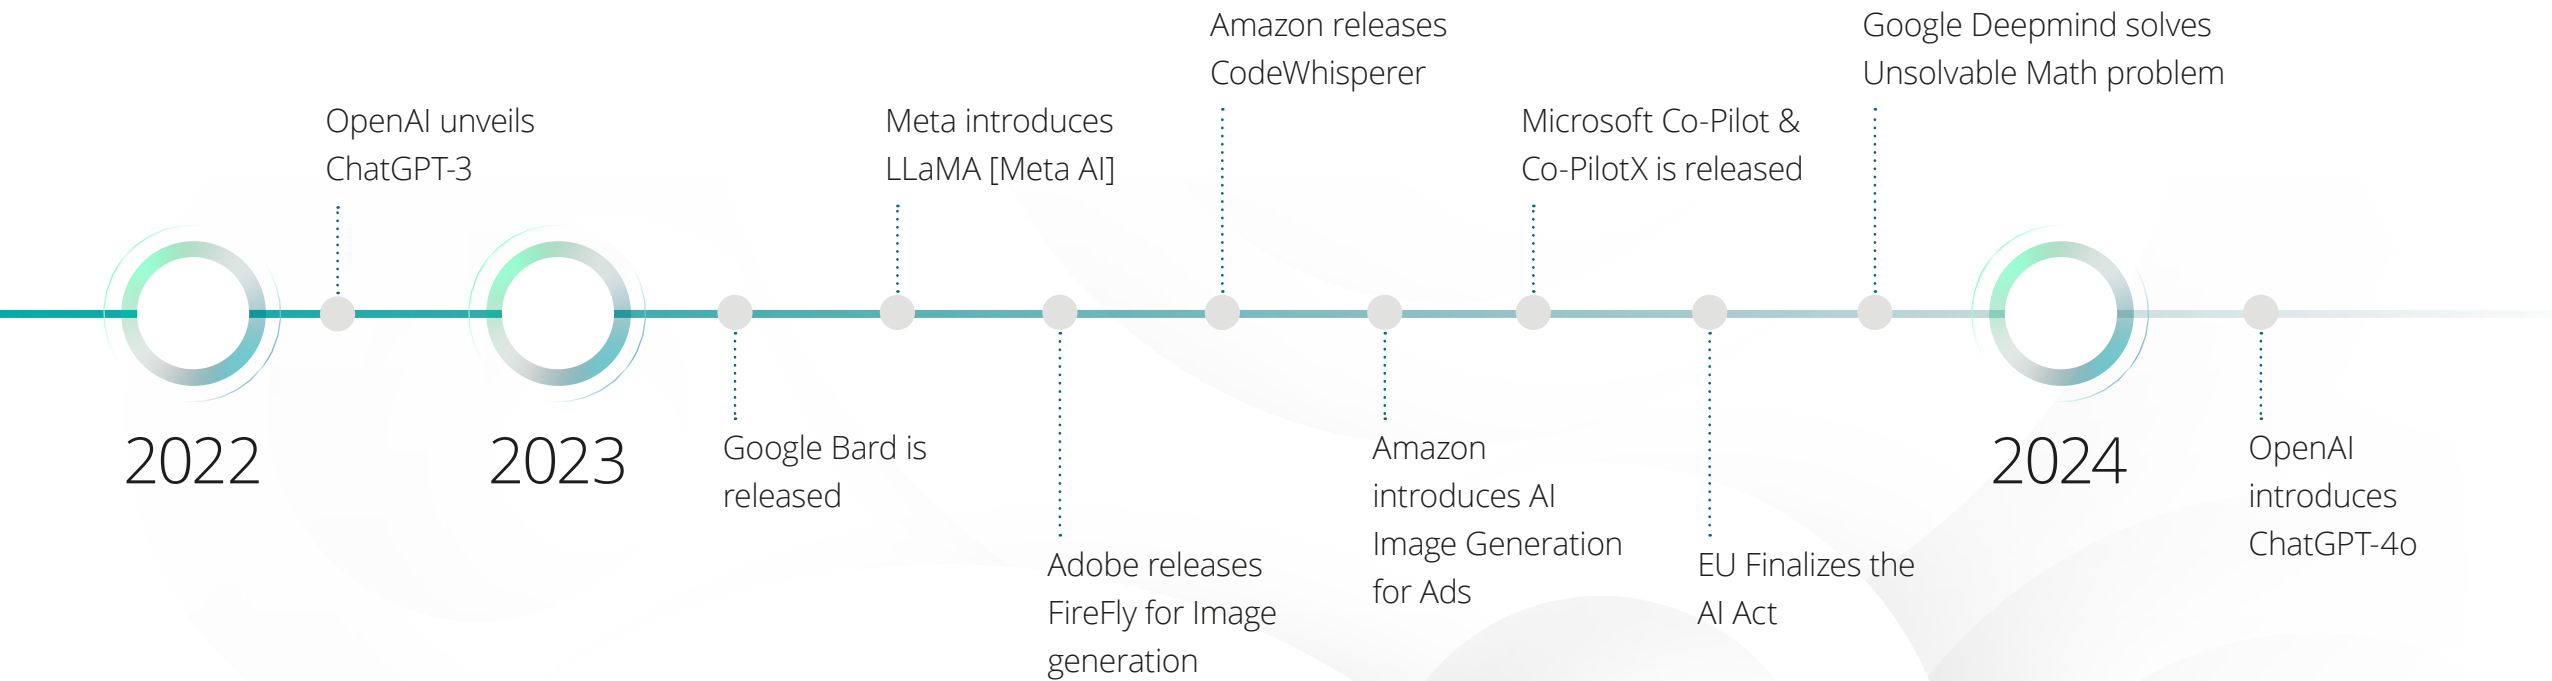 2022
OpenAI unveils
ChatGPT-3
2023
Google Bard is
released
Meta introduces
LLaMA [Meta AI]
Adobe releases
FireFly for Image
generation
Amazon releases
CodeWhisperer
Amazon
introduces AI
Image Generation
for Ads
Microsoft Co-Pilot &
Co-PilotX is released
EU Finalizes the
AI Act
Google Deepmind solves
Unsolvable Math problem
2024
OpenAI
introduces
ChatGPT-4o